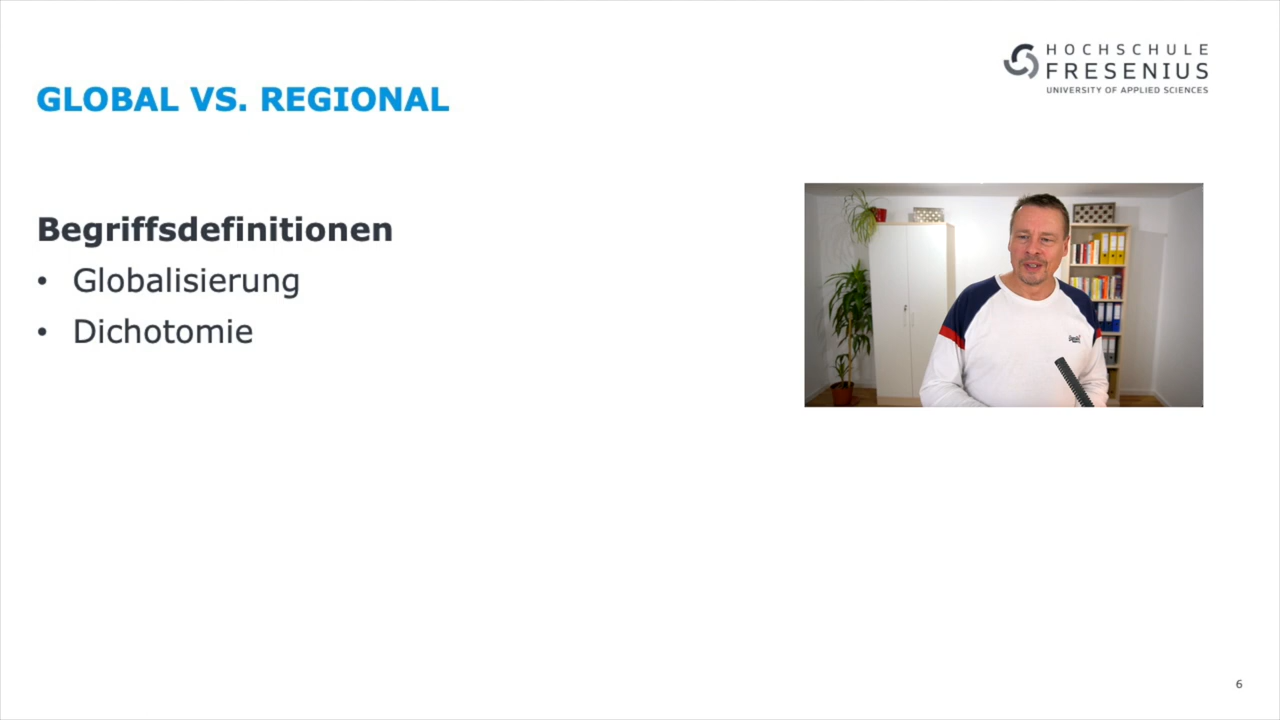 HOCHSCHULE
FRESENIUS
UNIVERSITY OF APPLIED SCIENCES
GLOBAL VS. REGIONAL
Begriffsdefinitionen
• Globalisierung
• Dichotomie
6